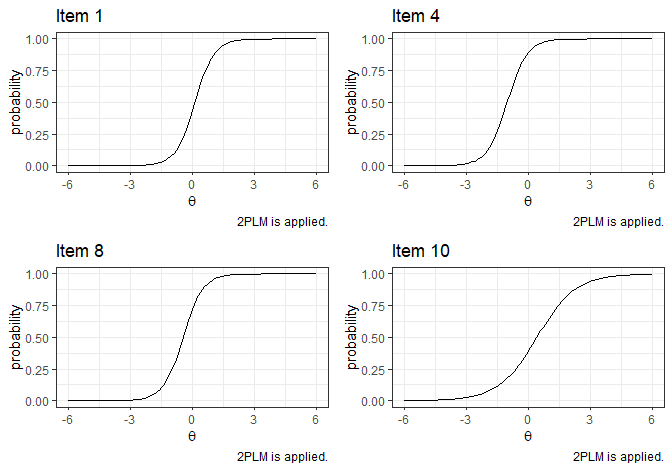 Item 1
probability
1.00
0.75
0.50
0.25
0.00
-6 -3 0 3 6
θ
2PLM is applied.
Item 4
probability
1.00
0.75
0.50
0.25
0.00
-6 -3 0 3 6
θ
2PLM is applied.
Item 8
probability
1.00
0.75
0.50
0.25
0.00
-6 -3 0 3 6
θ
2PLM is applied.
Item 10
probability
1.00
0.75
0.50
0.25
0.00
-6 -3 0 3 6
θ
2PLM is applied.